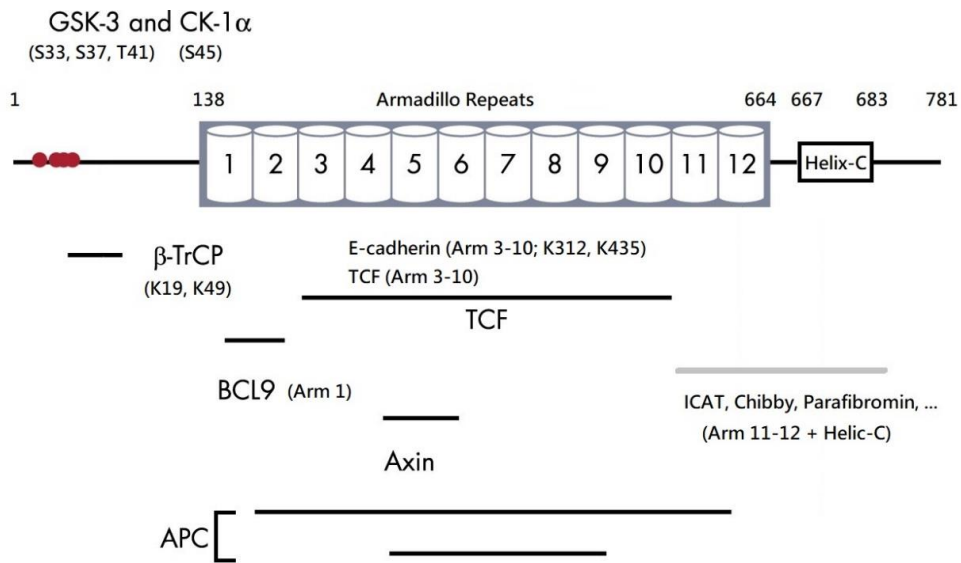 GSK-3 and CK-1α
(S33, S37, T41) (S45)
1 138 Armadillo Repeats 664 667 683 781
1 2 3 4 5 6 7 8 9 10 11 12 Helix-C
β-TrCP
(K19, K49)
E-cadherin (Arm 3-10; K312, K435)
TCF (Arm 3-10)
TCF
BCL9 (Arm 1)
ICAT, Chibby, Parafibromin, ...
(Arm 11-12 + Helic-C)
Axin
APC